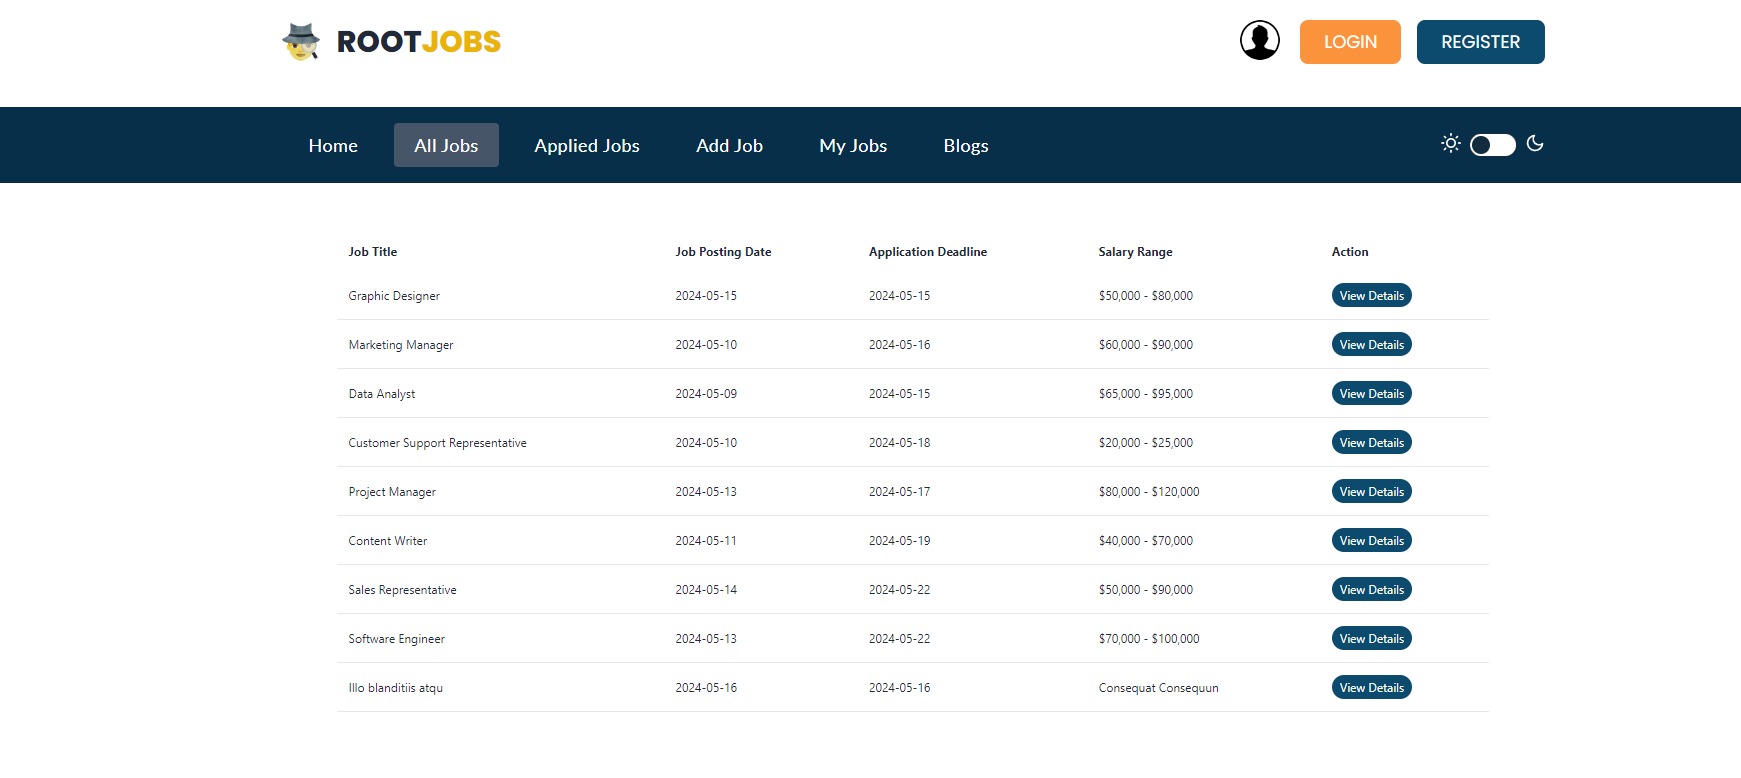 ROOTJOBS LOGIN REGISTER
Home All Jobs Applied Jobs Add Job My Jobs Blogs
Job Title Job Posting Date Application Deadline Salary Range Action
Graphic Designer 2024-05-15 2024-05-15 $50,000 - $80,000 View Details
Marketing Manager 2024-05-10 2024-05-16 $60,000 - $90,000 View Details
Data Analyst 2024-05-09 2024-05-15 $65,000 - $95,000 View Details
Customer Support Representative 2024-05-10 2024-05-18 $20,000 - $25,000 View Details
Project Manager 2024-05-13 2024-05-17 $80,000 - $120,000 View Details
Content Writer 2024-05-11 2024-05-19 $40,000 - $70,000 View Details
Sales Representative 2024-05-14 2024-05-22 $50,000 - $90,000 View Details
Software Engineer 2024-05-13 2024-05-22 $70,000 - $100,000 View Details
Illo blanditiis atqu 2024-05-16 2024-05-16 Consequat Consequun View Details